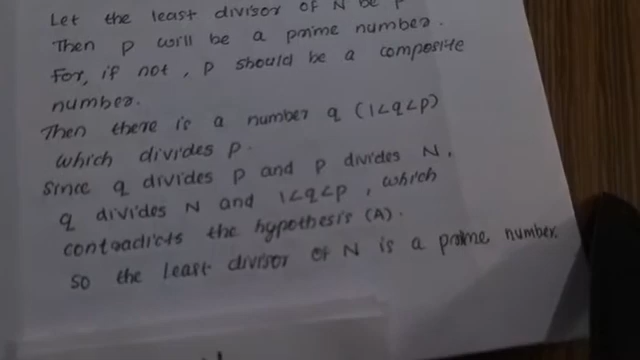 Let the least divisor of N be P
Then P will be a prime number.
For, if not, P should be a composite
number.
Then there is a number q (1<q<p)
which divides P.
Since q divides P and P divides N,
q divides N and 1<q<p, which
contradicts the hypothesis (A).
So the least divisor of N is a prime number.